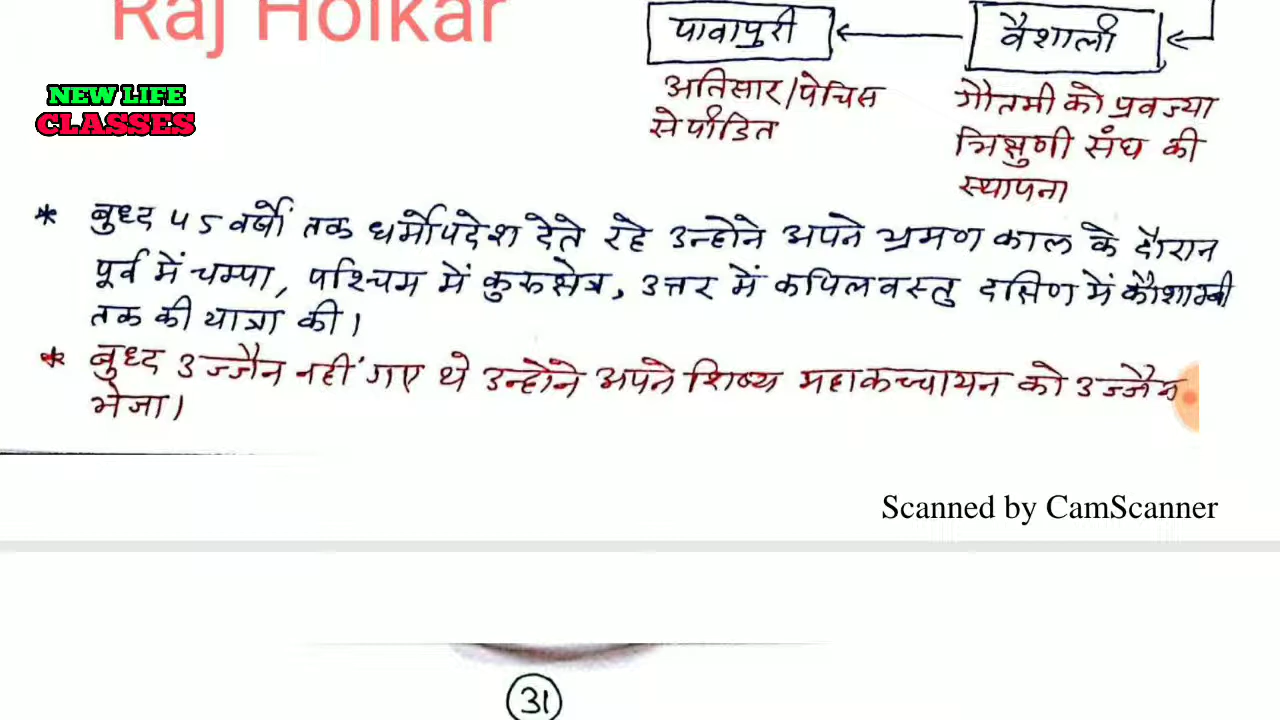 Raj Holkar
NEW LIFE
CLASSES
पावापुरी
वैशाली
अतिसार/पेचिस
से पीडित
गौतमी को प्रवज्या
भिक्षुणी संघ की
स्थापना
* बुध्द 45 वर्षों तक धर्मोपदेश देते रहे उन्होंने अपने भ्रमण काल के दौरान
पूर्व में चम्पा, पश्चिम में कुरुक्षेत्र, उत्तर में कपिलवस्तु दक्षिण में कौशाम्बी
तक की यात्रा की।
* बुध्द उज्जैन नहीं गए थे उन्होंने अपने शिष्य महाकच्चायन को उज्जैन
भेजा।
Scanned by CamScanner
31